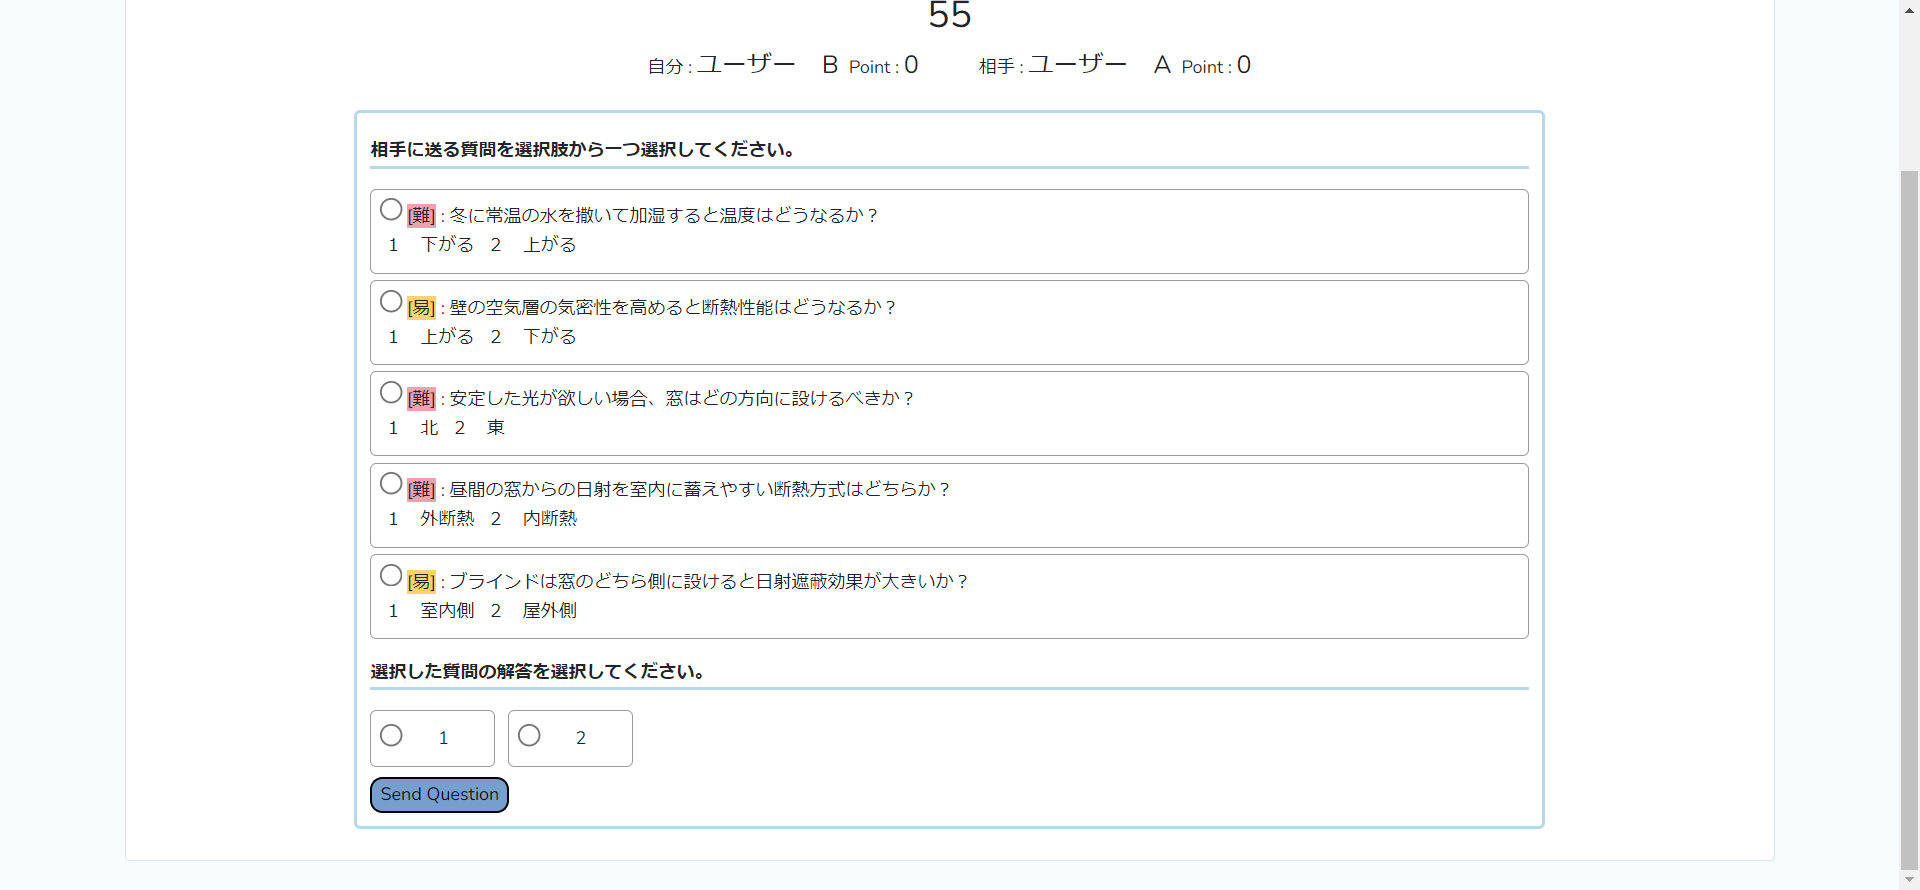 55
自分 : ユーザー　B Point : 0　相手 : ユーザー　A Point : 0
相手に送る質問を選択肢から一つ選択してください。
[難] : 冬に常温の水を撒いて加湿すると温度はどうなるか？
1　下がる 2　上がる
[易] : 壁の空気層の気密性を高めると断熱性能はどうなるか？
1　上がる 2　下がる
[難] : 安定した光が欲しい場合、窓はどの方向に設けるべきか？
1　北 2　東
[難] : 昼間の窓からの日射を室内に蓄えやすい断熱方式はどちらか？
1　外断熱 2　内断熱
[易] : ブラインドは窓のどちら側に設けると日射遮蔽効果が大きいか？
1　室内側 2　屋外側
選択した質問の解答を選択してください。
1 2
Send Question